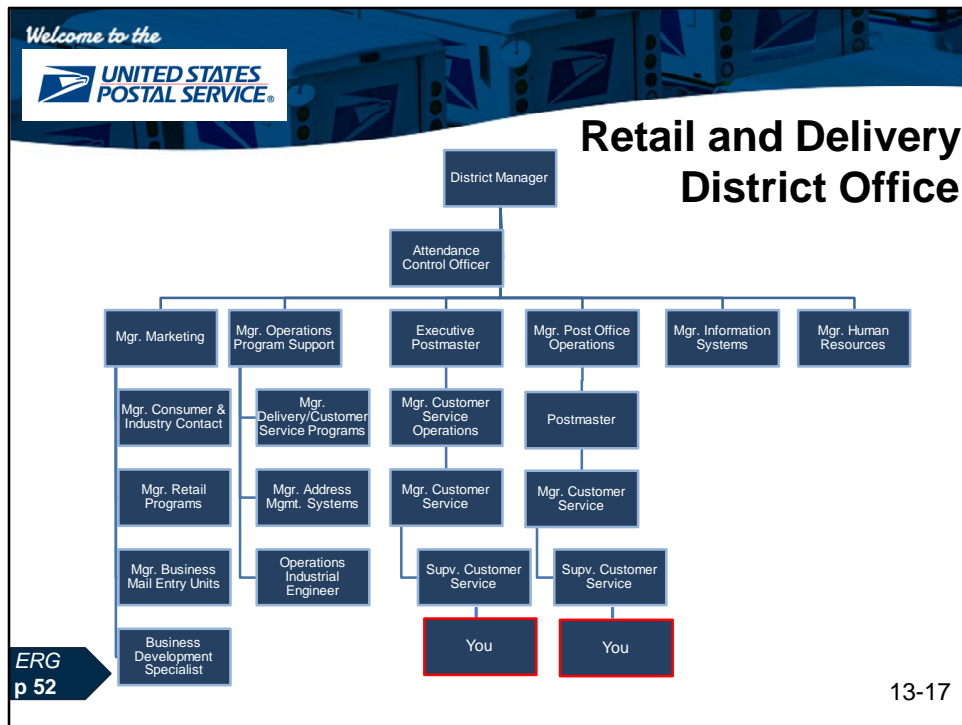 Welcome to the
UNITED STATES
POSTAL SERVICE®
www.usps.com
Retail and Delivery
District Office
District Manager
Attendance
Control Officer
Mgr. Marketing
Mgr. Operations
Program Support
Executive
Postmaster
Mgr. Post Office
Operations
Mgr. Information
Systems
Mgr. Human
Resources
Mgr. Consumer &
Industry Contact
Mgr.
Delivery/Customer
Service Programs
Mgr. Customer
Service
Operations
Postmaster
Mgr. Retail
Programs
Mgr. Address
Mgmt. Systems
Mgr. Customer
Service
Mgr. Customer
Service
Mgr. Business
Mail Entry Units
Operations
Industrial
Engineer
Supv. Customer
Service
Supv. Customer
Service
Business
Development
Specialist
You
You
ERG
p 52
13-17